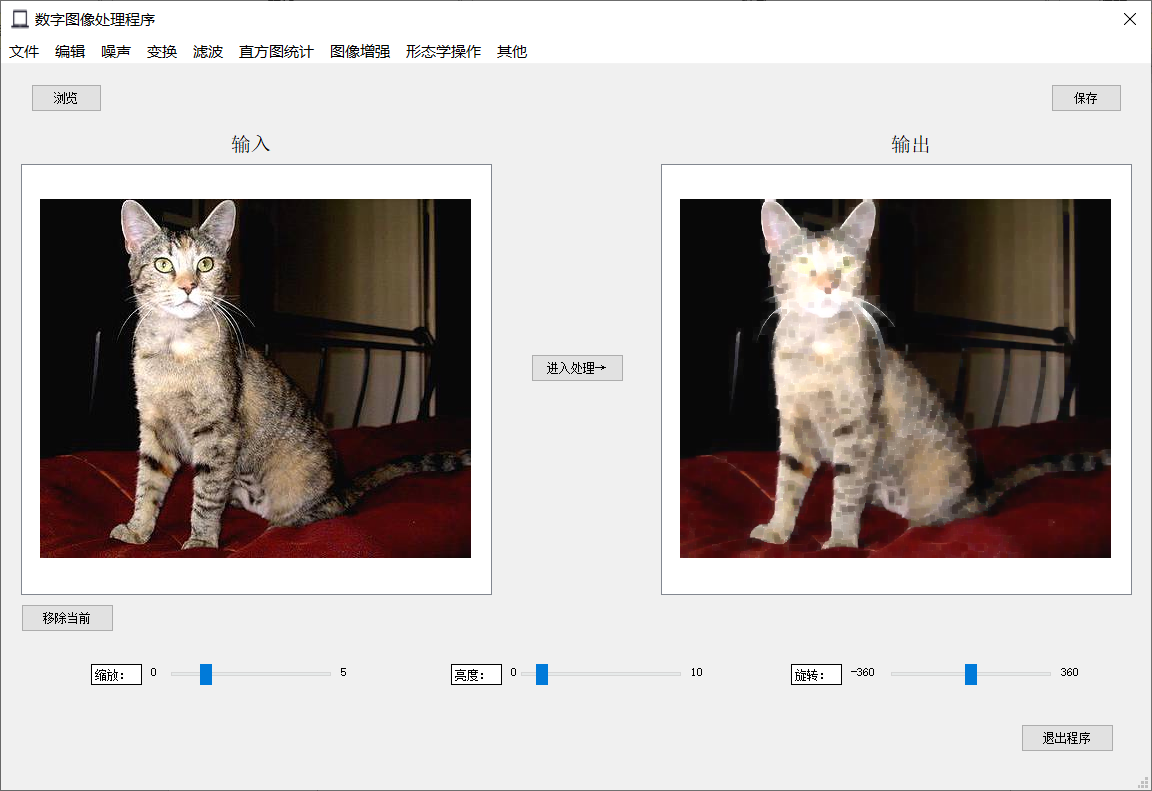 数字图像处理程序
文件 编辑 噪声 变换 滤波 直方图统计 图像增强 形态学操作 其他
浏览 保存
输入 输出
进入处理→
移除当前
缩放： 0 5 亮度： 0 10 旋转： -360 360
退出程序